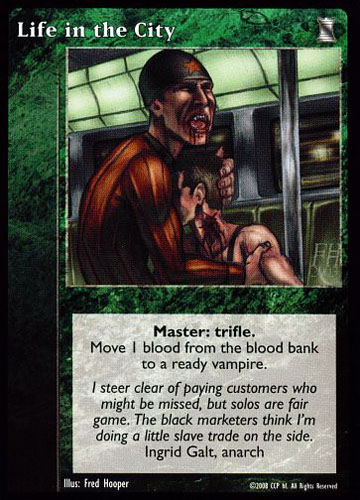 Life in the City
FH
Master: trifle.
Move 1 blood from the blood bank
to a ready vampire.
I steer clear of paying customers who
might be missed, but solos are fair
game. The black marketers think I'm
doing a little slave trade on the side.
Ingrid Galt, anarch
Illus: Fred Hooper
©2008 CCP hf. All Rights Reserved